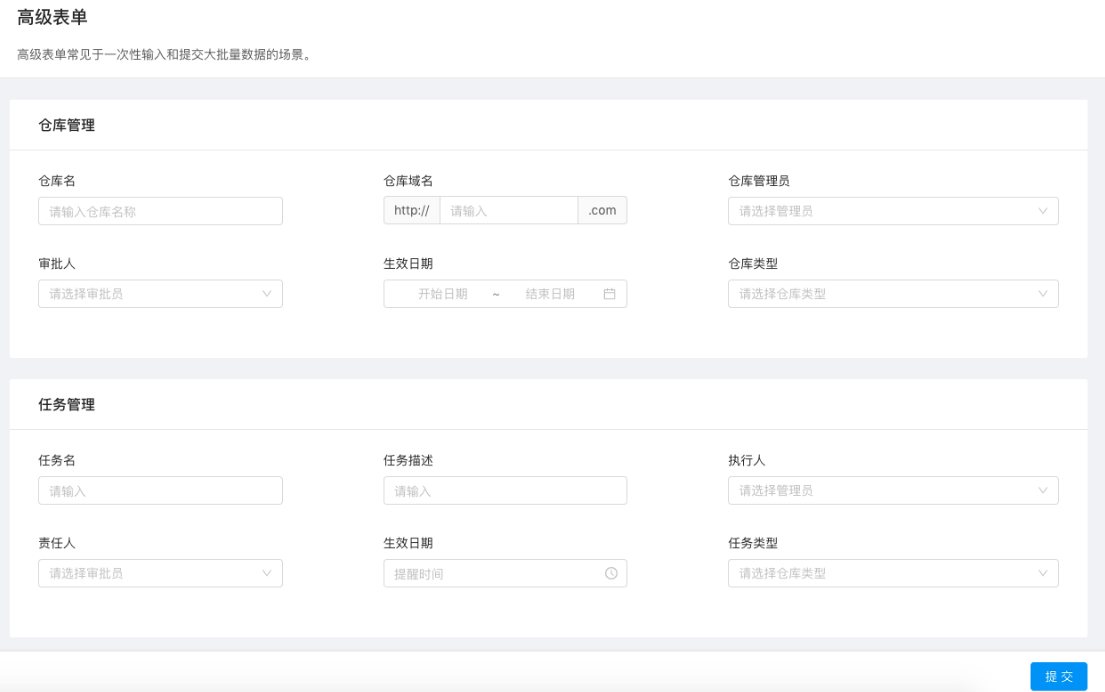 高级表单
高级表单常见于一次性输入和提交大批量数据的场景。
仓库管理
仓库名 仓库域名 仓库管理员
请输入仓库名称 http:// 请输入 .com 请选择管理员
审批人 生效日期 仓库类型
请选择审批员 开始日期 ~ 结束日期 请选择仓库类型
任务管理
任务名 任务描述 执行人
请输入 请输入 请选择管理员
责任人 生效日期 任务类型
请选择审批员 提醒时间 请选择仓库类型
提 交